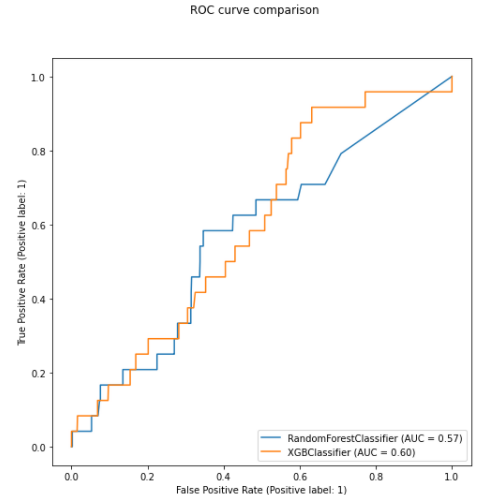 ROC curve comparison
1.0
0.8
0.6
0.4
0.2
0.0
True Positive Rate (Positive label: 1)
RandomForestClassifier (AUC = 0.57)
XGBClassifier (AUC = 0.60)
0.0
0.2
0.4
0.6
0.8
1.0
False Positive Rate (Positive label: 1)